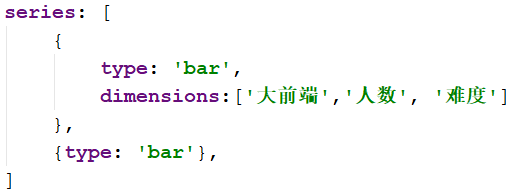 series: [
    {
        type: 'bar',
        dimensions:['大前端','人数', '难度']
    },
    {type: 'bar'},
]